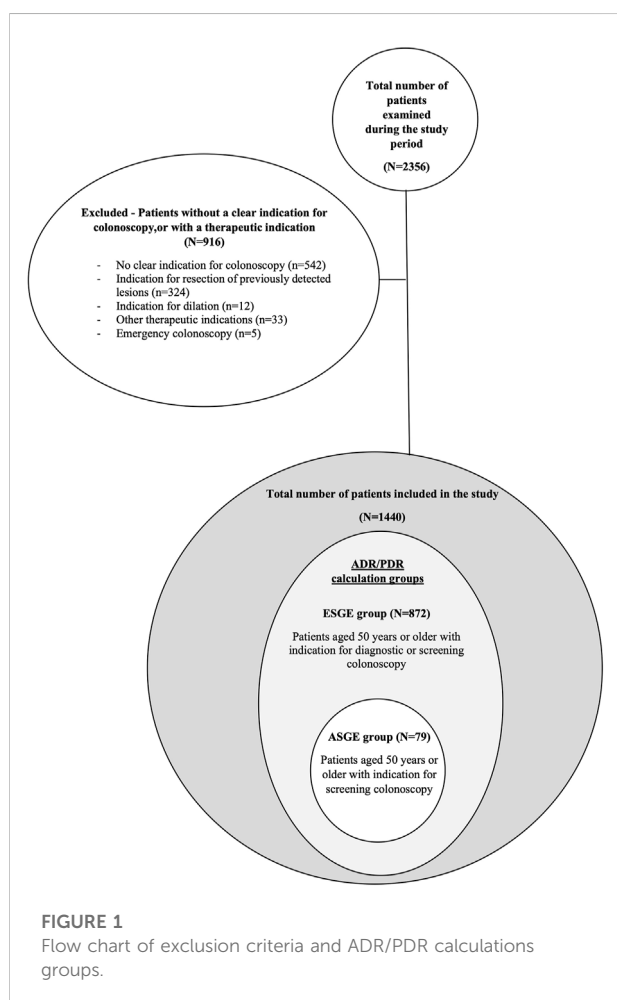 Total number of
patients
examined
during the study
period
(N=2356)
Excluded - Patients without a clear indication for
colonoscopy,or with a therapeutic indication
(N=916)
- No clear indication for colonoscopy (n=542)
- Indication for resection of previously detected
lesions (n=324)
- Indication for dilation (n=12)
- Other therapeutic indications (n=33)
- Emergency colonoscopy (n=5)
Total number of patients included in the study
(N=1440)
ADR/PDR
calculation groups
ESGE group (N=872)
Patients aged 50 years or older with
indication for diagnostic or screening
colonoscopy
ASGE group (N=79)
Patients aged 50 years or
older with indication for
screening colonoscopy
FIGURE 1
Flow chart of exclusion criteria and ADR/PDR calculations
groups.